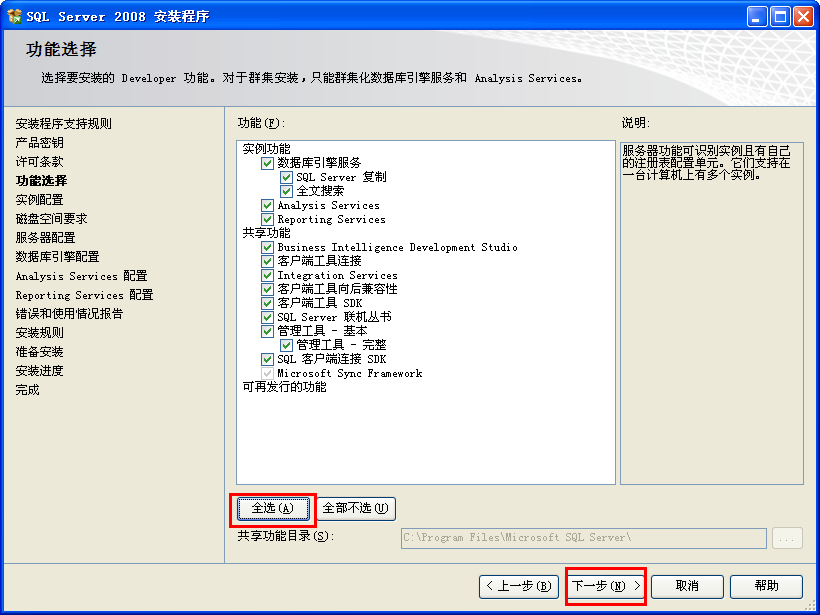 SQL Server 2008 安装程序
功能选择
选择要安装的 Developer 功能。对于群集安装，只能群集化数据库引擎服务和 Analysis Services。
安装程序支持规则
产品密钥
许可条款
功能选择
实例配置
磁盘空间要求
服务器配置
数据库引擎配置
Analysis Services 配置
Reporting Services 配置
错误和使用情况报告
安装规则
准备安装
安装进度
完成
功能(F):
实例功能
数据库引擎服务
SQL Server 复制
全文搜索
Analysis Services
Reporting Services
共享功能
Business Intelligence Development Studio
客户端工具连接
Integration Services
客户端工具向后兼容性
客户端工具 SDK
SQL Server 联机丛书
管理工具 - 基本
管理工具 - 完整
SQL 客户端连接 SDK
Microsoft Sync Framework
可再发行的功能
说明:
服务器功能可识别实例且有自己
的注册表配置单元。它们支持在
一台计算机上有多个实例。
全选(A) 全部不选(U)
共享功能目录(S): C:\Program Files\Microsoft SQL Server\ ...
< 上一步(B) 下一步(N) > 取消 帮助